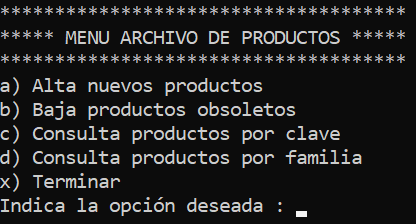 *************************************
***** MENU ARCHIVO DE PRODUCTOS *****
*************************************
a) Alta nuevos productos
b) Baja productos obsoletos
c) Consulta productos por clave
d) Consulta productos por familia
x) Terminar
Indica la opción deseada :